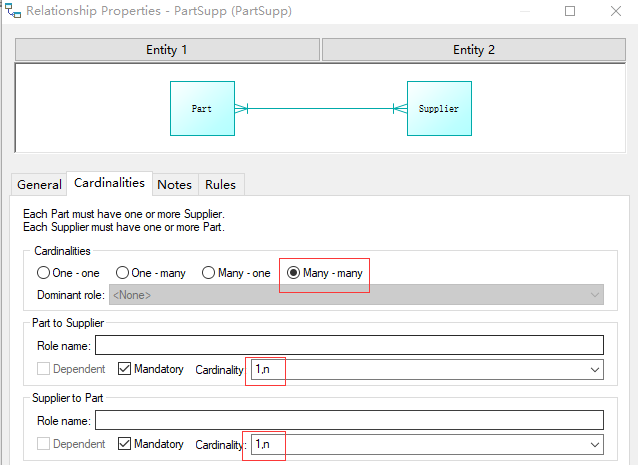 Relationship Properties - PartSupp (PartSupp)
Entity 1 Entity 2
Part Supplier
General Cardinalities Notes Rules
Each Part must have one or more Supplier.
Each Supplier must have one or more Part.
Cardinalities
One - one One - many Many - one Many - many
Dominant role: <None>
Part to Supplier
Role name:
Dependent Mandatory Cardinality 1,n
Supplier to Part
Role name:
Dependent Mandatory Cardinality: 1,n